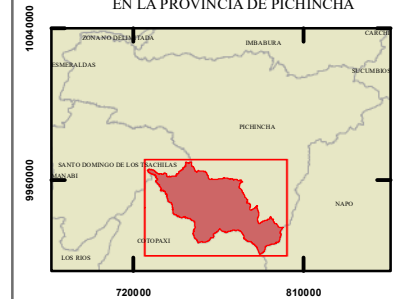 EN LA PROVINCIA DE PICHINCHA
10040000
ZONA NO DELIMITADA
IMBABURA
CARCHI
ESMERALDAS
SUCUMBIOS
PICHINCHA
SANTO DOMINGO DE LOS TSACHILAS
MANABI
9960000
NAPO
COTOPAXI
LOS RIOS
720000
810000